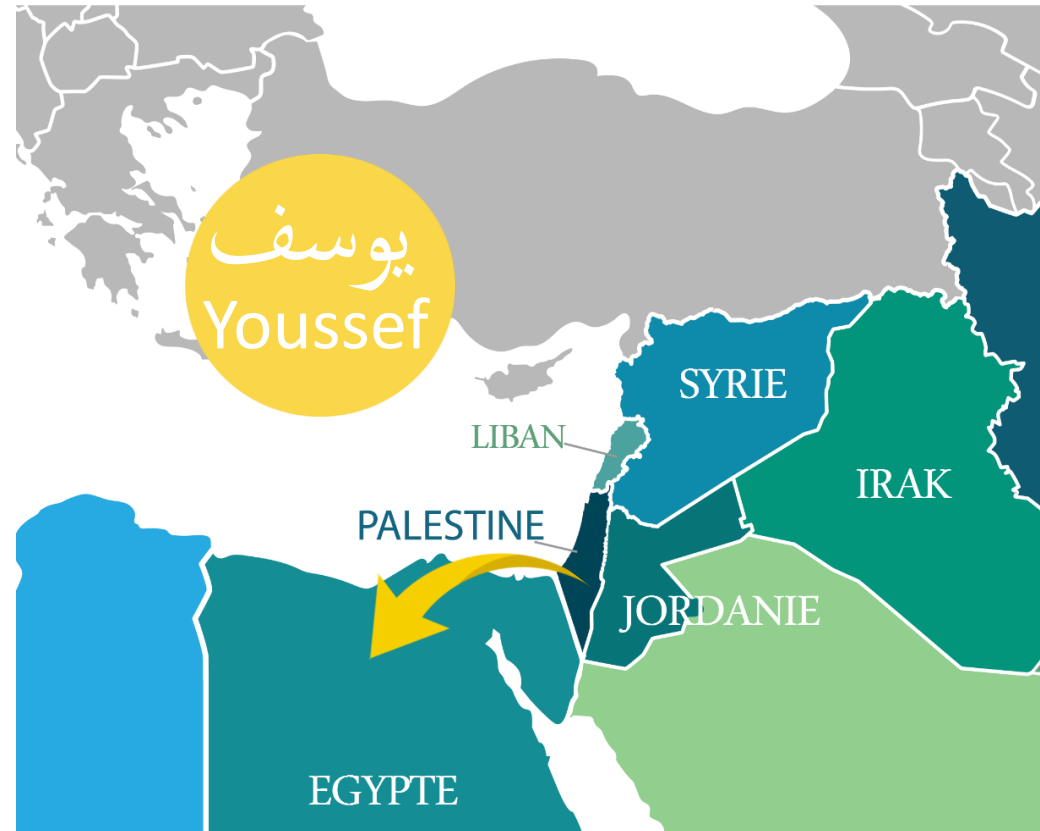 يوسف
Youssef
SYRIE
LIBAN
IRAK
PALESTINE
JORDANIE
EGYPTE